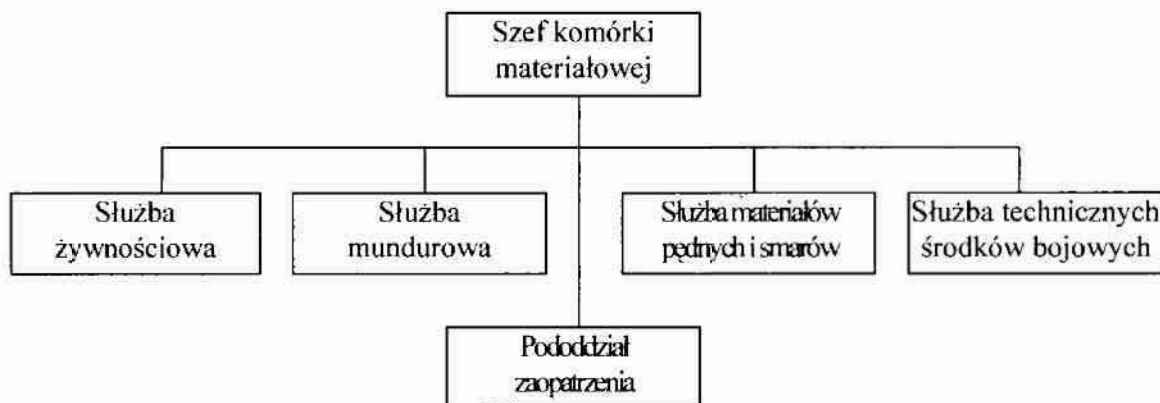 Szef komórki
materiałowej
Służba
żywnościowa
Służba
mundurowa
Służba materiałów
pędnych i smarów
Służba technicznych
środków bojowych
Pododdział
zaopatrzenia